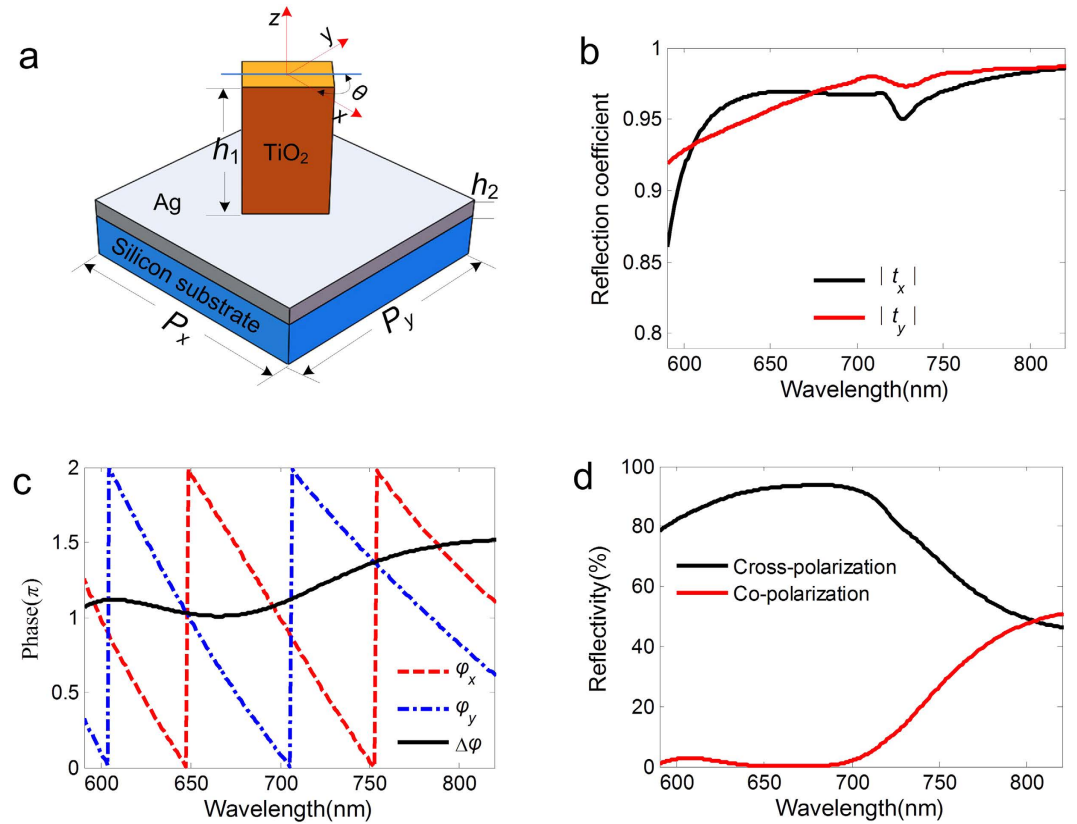 a
z
y
θ
x
h1
TiO2
h2
Ag
Silicon substrate
Px
Py
b
1
0.95
0.9
0.85
0.8
Reflection coefficient
| tx |
| ty |
600 650 700 750 800
Wavelength(nm)
c
2
1.5
1
0.5
0
Phase(π)
φx
φy
Δφ
600 650 700 750 800
Wavelength(nm)
d
100
80
60
40
20
0
Reflectivity(%)
Cross-polarization
Co-polarization
600 650 700 750 800
Wavelength(nm)